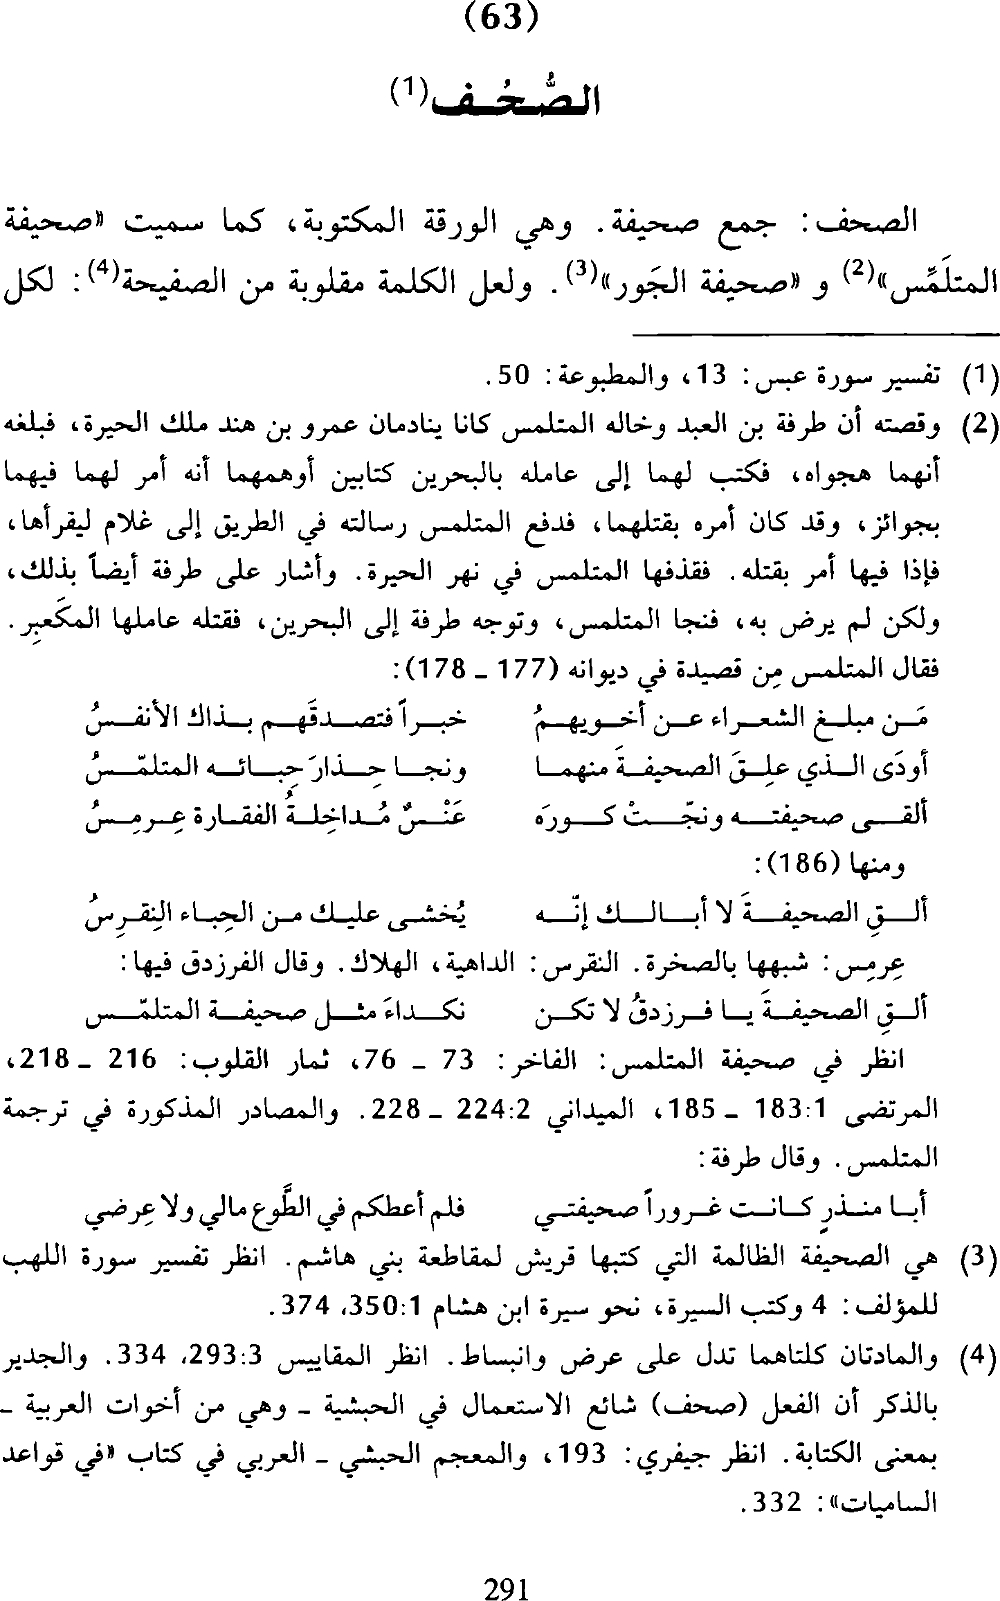 (63)
الصُّحُـف(1)
الصحف: جمع صحيفة. وهي الورقة المكتوبة، كما سميت «صحيفة
المتلَمِّس»(2) و «صحيفة الجَور»(3). ولعل الكلمة مقلوبة من الصفيحة(4): لكل
(1) تفسير سورة عبس: 13، والمطبوعة: 50.
(2) وقصته أن طرفة بن العبد وخاله المتلمس كانا ينادمان عمرو بن هند ملك الحيرة، فبلغه
أنهما هجواه، فكتب لهما إلى عامله بالبحرين كتابين أوهمهما أنه أمر لهما فيهما
بجوائز، وقد كان أمره بقتلهما، فدفع المتلمس رسالته في الطريق إلى غلام ليقرأها،
فإذا فيها أمر بقتله. فقذفها المتلمس في نهر الحيرة. وأشار على طرفة أيضاً بذلك،
ولكن لم يرض به، فنجا المتلمس، وتوجه طرفة إلى البحرين، فقتله عاملها المكَعبِر.
فقال المتلمس مِن قصيدة في ديوانه (177 ـ 178):
مَـن مبلـغ الشعـراء عـن أخـويهـمُ خبـراً فتصـدقَهـم بـذاك الأنفـسُ
أودَى الـذي علِـقَ الصحيفـةَ منهمـا ونجـا حِـذارَ حِبـائـه المتلمّـسُ
ألقـى صحيفتـه ونجّـتْ كـورَه عَنْـسٌ مُـداخِلـةُ الفقـارة عِـرمِـسُ
ومنها (186):
ألـقِ الصحيفـةَ لا أبـالـك إنّـه يُخشـى عليـك مـن الحِبـاء النِقـرِسُ
عِرمِس: شبهها بالصخرة. النقرس: الداهية، الهلاك. وقال الفرزدق فيها:
ألـقِ الصحيفـةَ يـا فـرزدقُ لا تكـن نكـداءَ مثـل صحيفـة المتلمّـس
انظر في صحيفة المتلمس: الفاخر: 73 ـ 76، ثمار القلوب: 216 ـ 218،
المرتضى 183:1 ـ 185، الميداني 224:2 ـ 228. والمصادر المذكورة في ترجمة
المتلمس. وقال طرفة:
أبـا منـذرٍ كـانـت غـروراً صحيفتـي فلم أعطكم في الطَّوعِ مالي ولا عِرضي
(3) هي الصحيفة الظالمة التي كتبها قريش لمقاطعة بني هاشم. انظر تفسير سورة اللهب
للمؤلف: 4 وكتب السيرة، نحو سيرة ابن هشام 350:1، 374.
(4) والمادتان كلتاهما تدل على عرض وانبساط. انظر المقاييس 293:3، 334. والجدير
بالذكر أن الفعل (صحف) شائع الاستعمال في الحبشية ـ وهي من أخوات العربية ـ
بمعنى الكتابة. انظر جيفري: 193، والمعجم الحبشي ـ العربي في كتاب «في قواعد
الساميات»: 332.
291